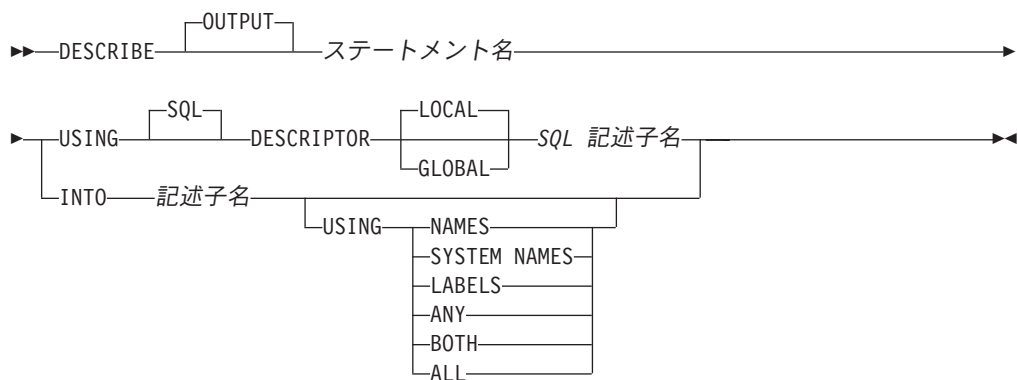 OUTPUT
DESCRIBE ステートメント名
SQL LOCAL
USING DESCRIPTOR SQL 記述子名
GLOBAL
INTO 記述子名
USING NAMES
SYSTEM NAMES
LABELS
ANY
BOTH
ALL